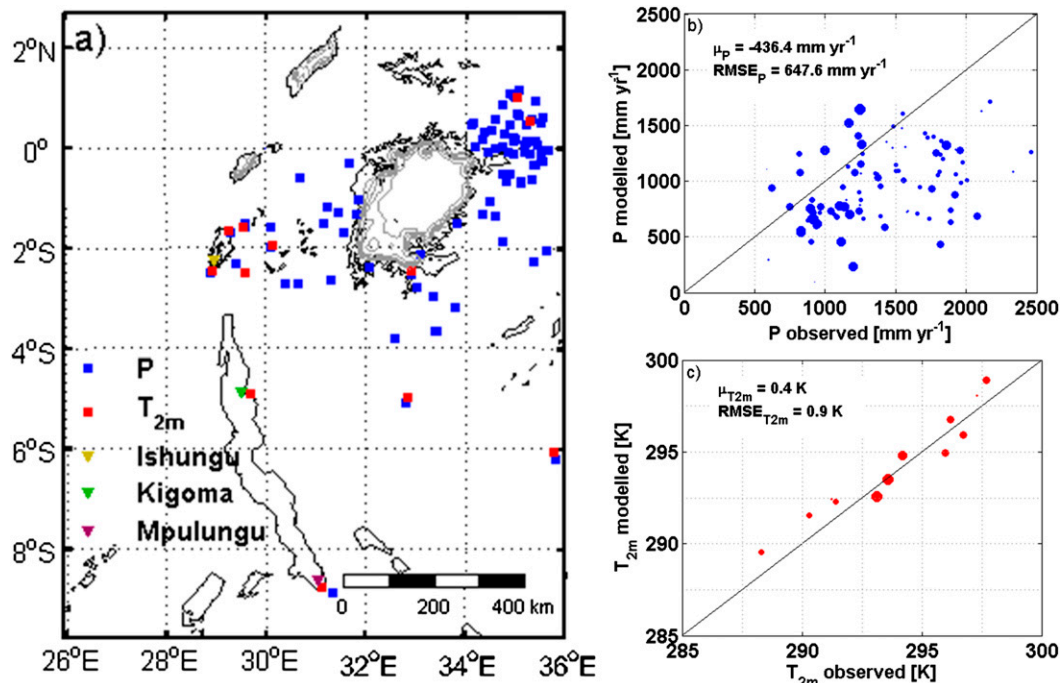 a)
2°N
0°
2°S
4°S
6°S
8°S
26°E 28°E 30°E 32°E 34°E 36°E
P
T2m
Ishungu
Kigoma
Mpulungu
0 200 400 km
b)
μP = -436.4 mm yr-1
RMSEP = 647.6 mm yr-1
P modelled [mm yr-1]
2500
2000
1500
1000
500
0
0 500 1000 1500 2000 2500
P observed [mm yr-1]
c)
μT2m = 0.4 K
RMSET2m = 0.9 K
T2m modelled [K]
300
295
290
285
285 290 295 300
T2m observed [K]